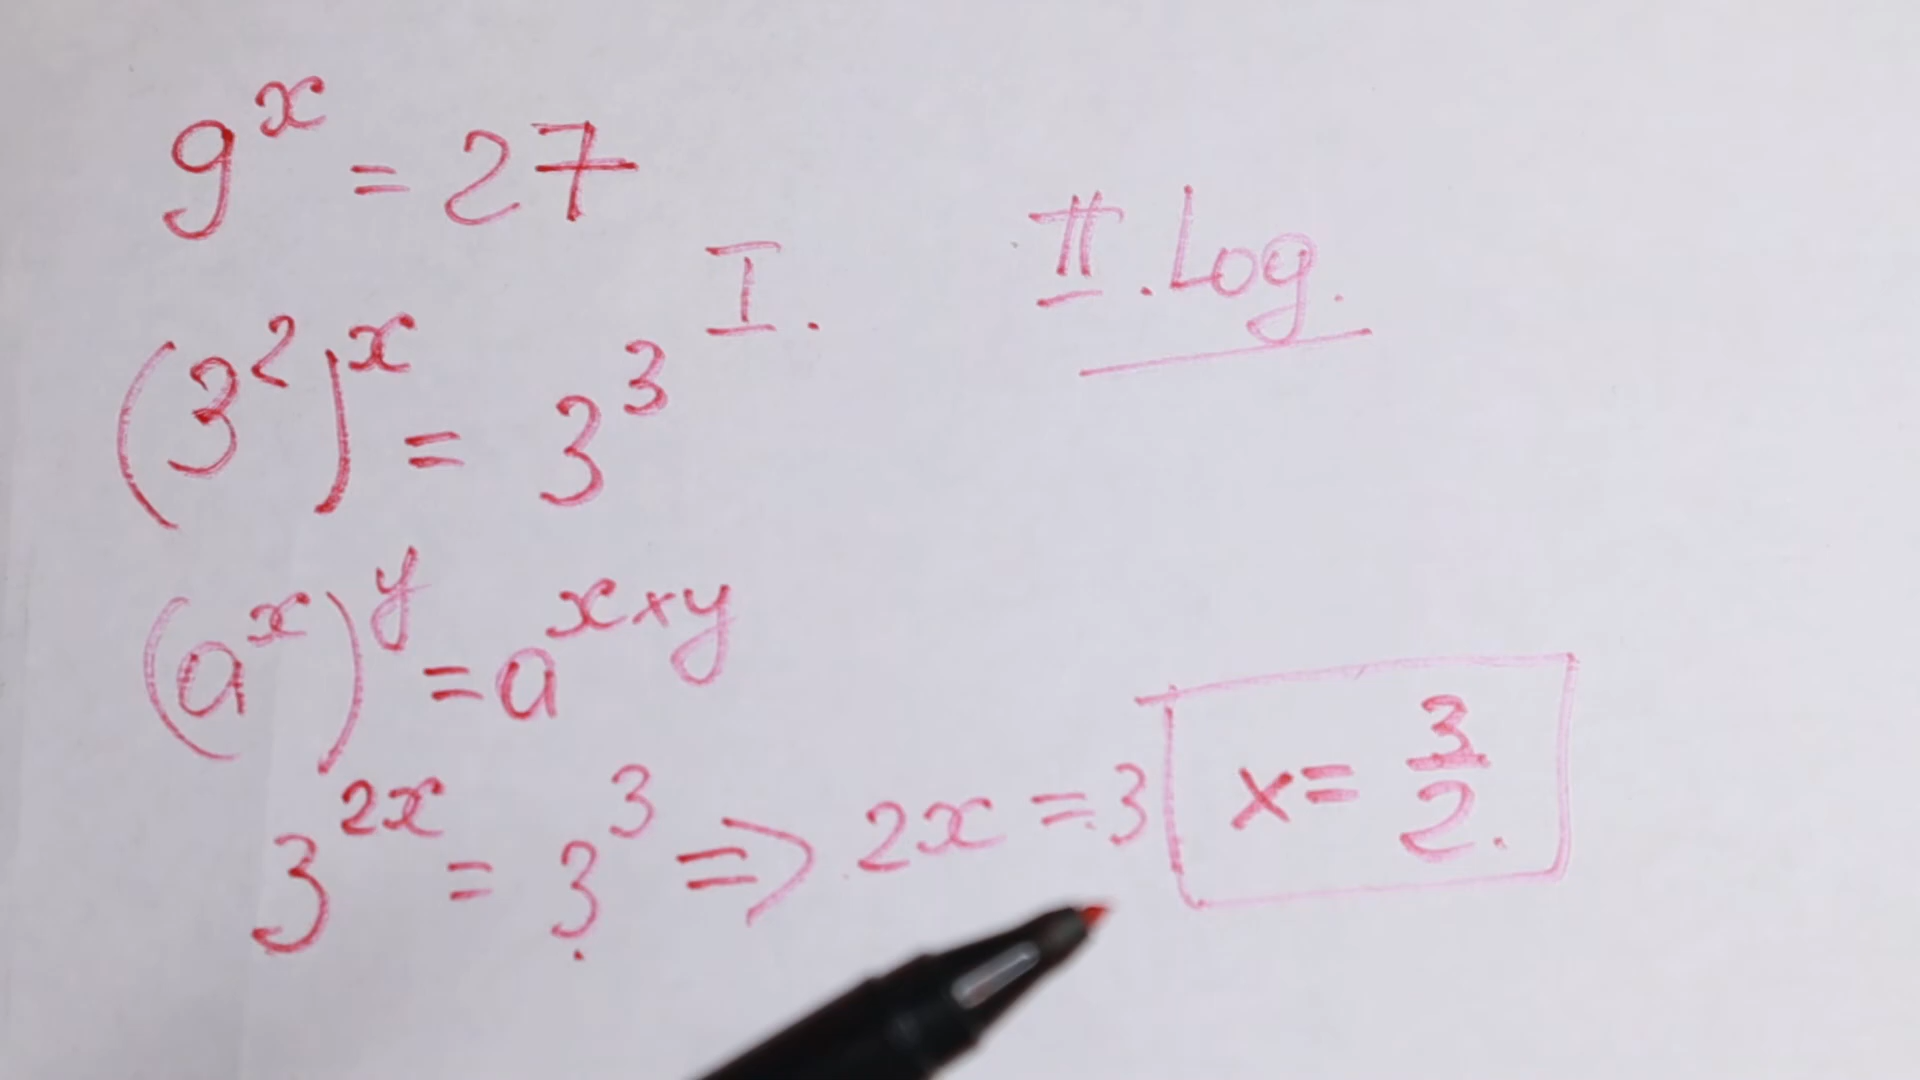 9^x = 27
I.
II. Log.
(3^2)^x = 3^3
(a^x)^y = a^{x×y}
3^{2x} = 3^3 => 2x = 3
x = 3/2.